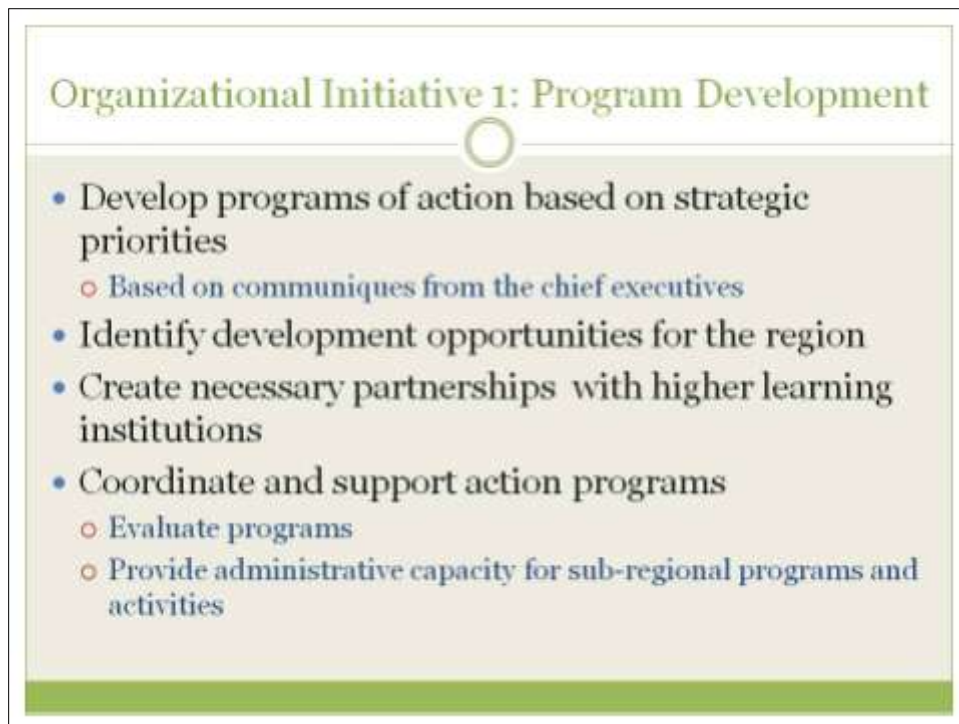 Organizational Initiative 1: Program Development
• Develop programs of action based on strategic
priorities
o Based on communiques from the chief executives
• Identify development opportunities for the region
• Create necessary partnerships with higher learning
institutions
• Coordinate and support action programs
o Evaluate programs
o Provide administrative capacity for sub-regional programs and
activities